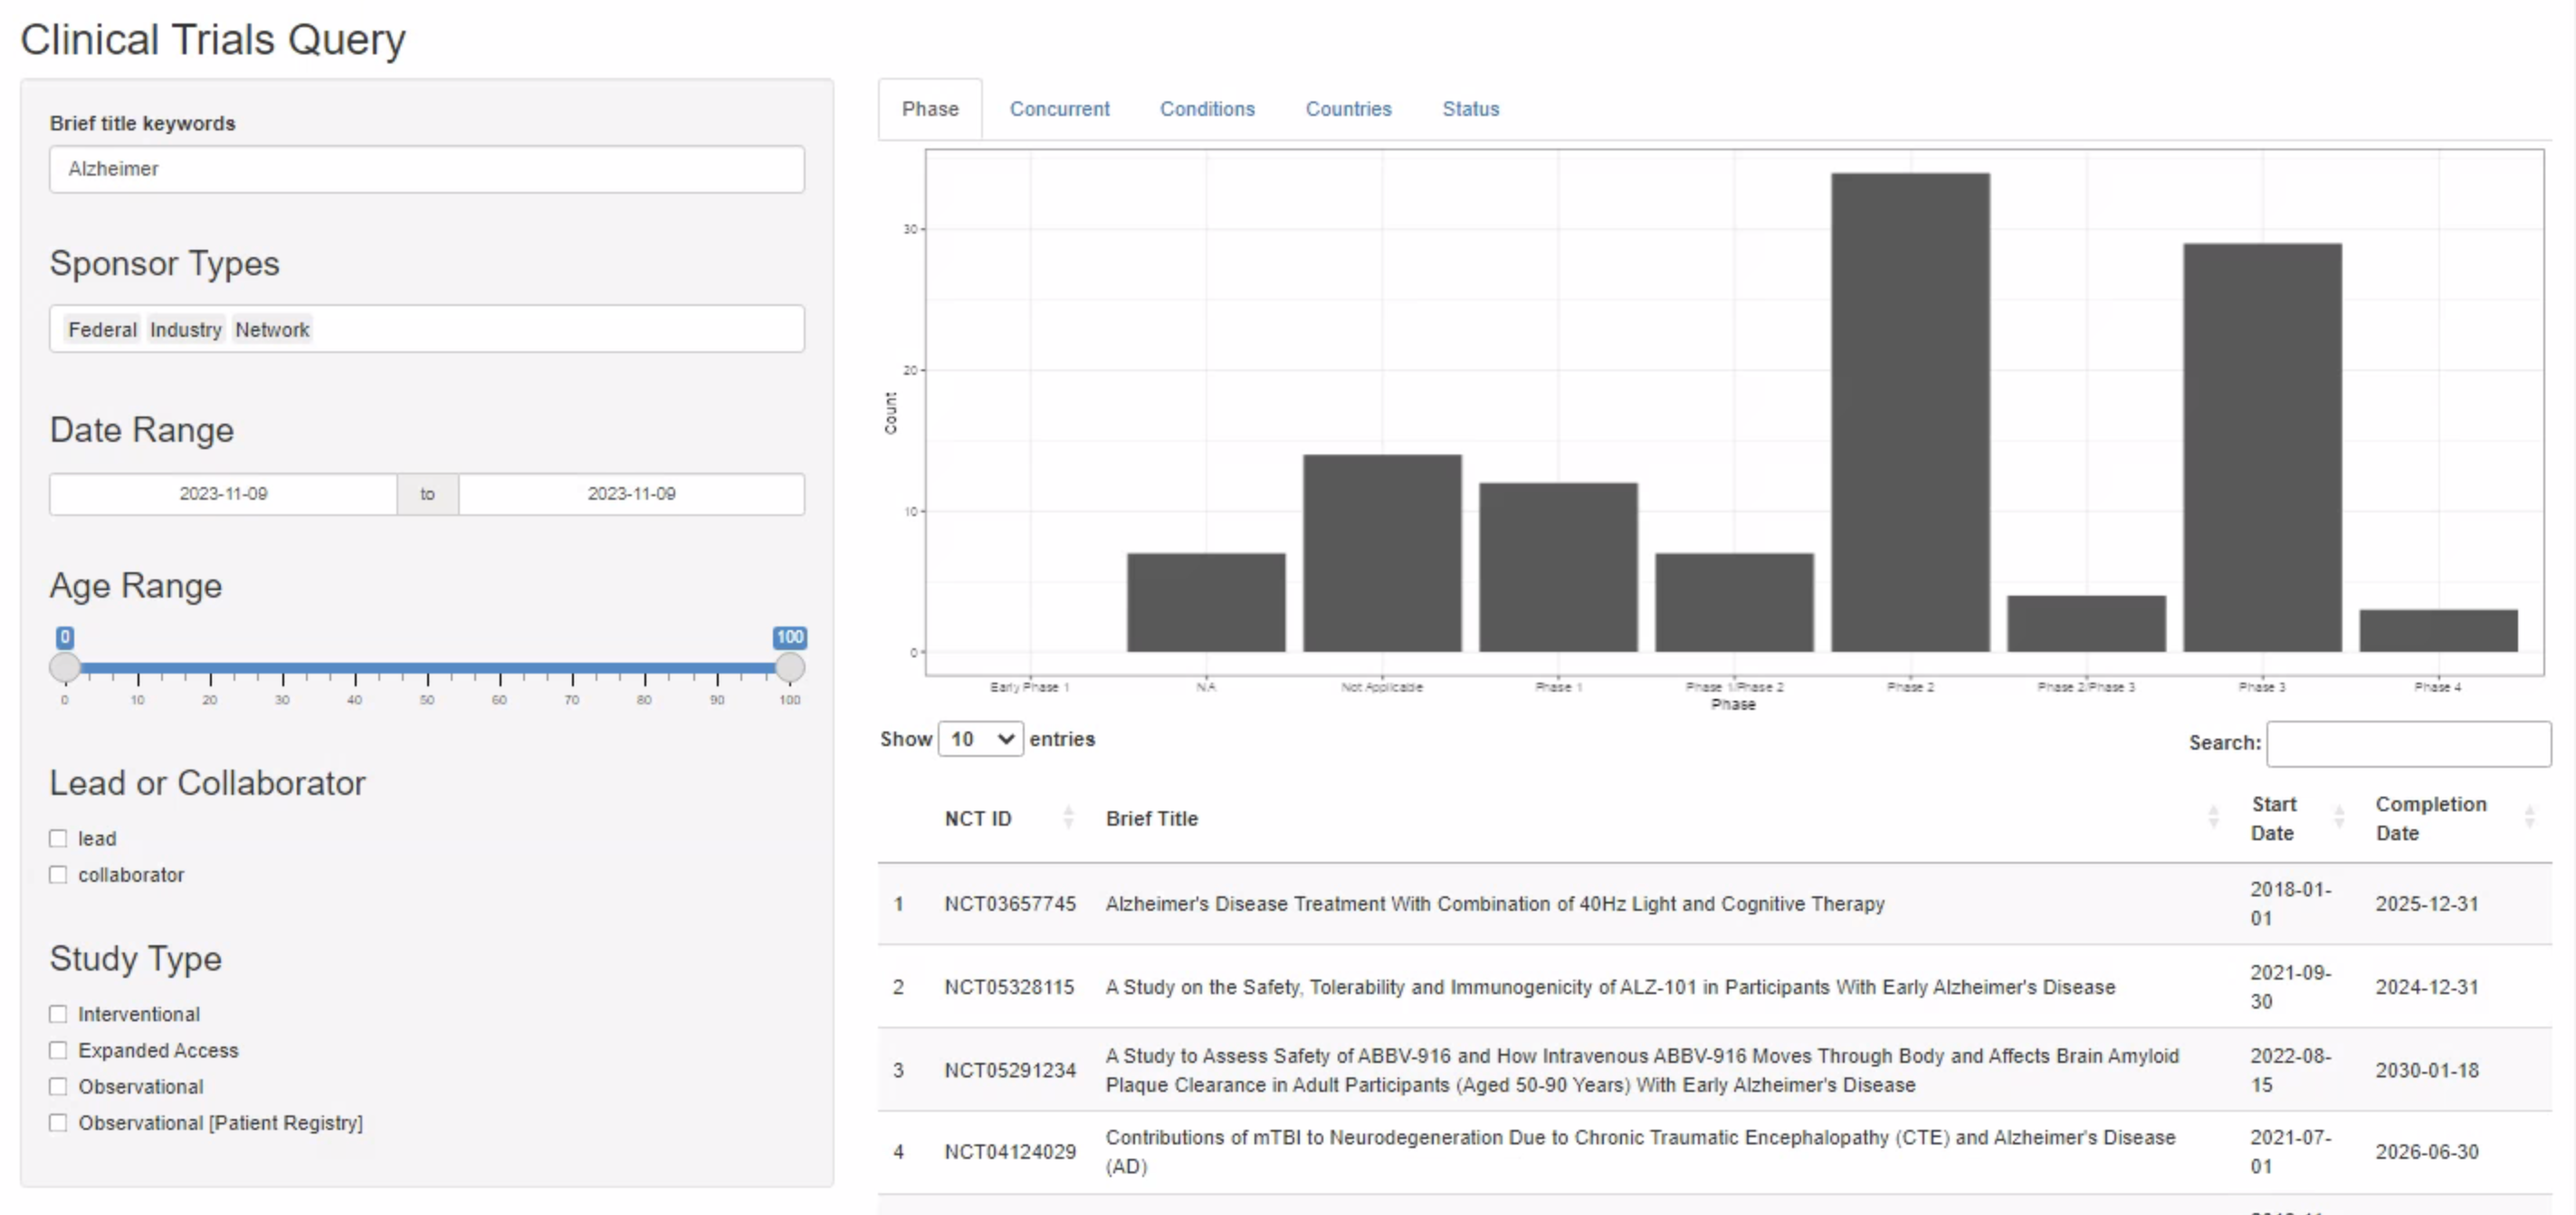 Clinical Trials Query
Brief title keywords
Alzheimer
Sponsor Types
Federal Industry Network
Date Range
2023-11-09 to 2023-11-09
Age Range
0 100
0 10 20 30 40 50 60 70 80 90 100
Lead or Collaborator
lead
collaborator
Study Type
Interventional
Expanded Access
Observational
Observational [Patient Registry]
Phase Concurrent Conditions Countries Status
30
20
10
0
Count
Early Phase 1 NA Not Applicable Phase 1 Phase 1/Phase 2 Phase 2 Phase 2/Phase 3 Phase 3 Phase 4
Phase
Show 10 entries
Search:
NCT ID Brief Title Start Date Completion Date
1 NCT03657745 Alzheimer's Disease Treatment With Combination of 40Hz Light and Cognitive Therapy 2018-01-01 2025-12-31
2 NCT05328115 A Study on the Safety, Tolerability and Immunogenicity of ALZ-101 in Participants With Early Alzheimer's Disease 2021-09-30 2024-12-31
3 NCT05291234 A Study to Assess Safety of ABBV-916 and How Intravenous ABBV-916 Moves Through Body and Affects Brain Amyloid
Plaque Clearance in Adult Participants (Aged 50-90 Years) With Early Alzheimer's Disease 2022-08-15 2030-01-18
4 NCT04124029 Contributions of mTBI to Neurodegeneration Due to Chronic Traumatic Encephalopathy (CTE) and Alzheimer's Disease
(AD) 2021-07-01 2026-06-30